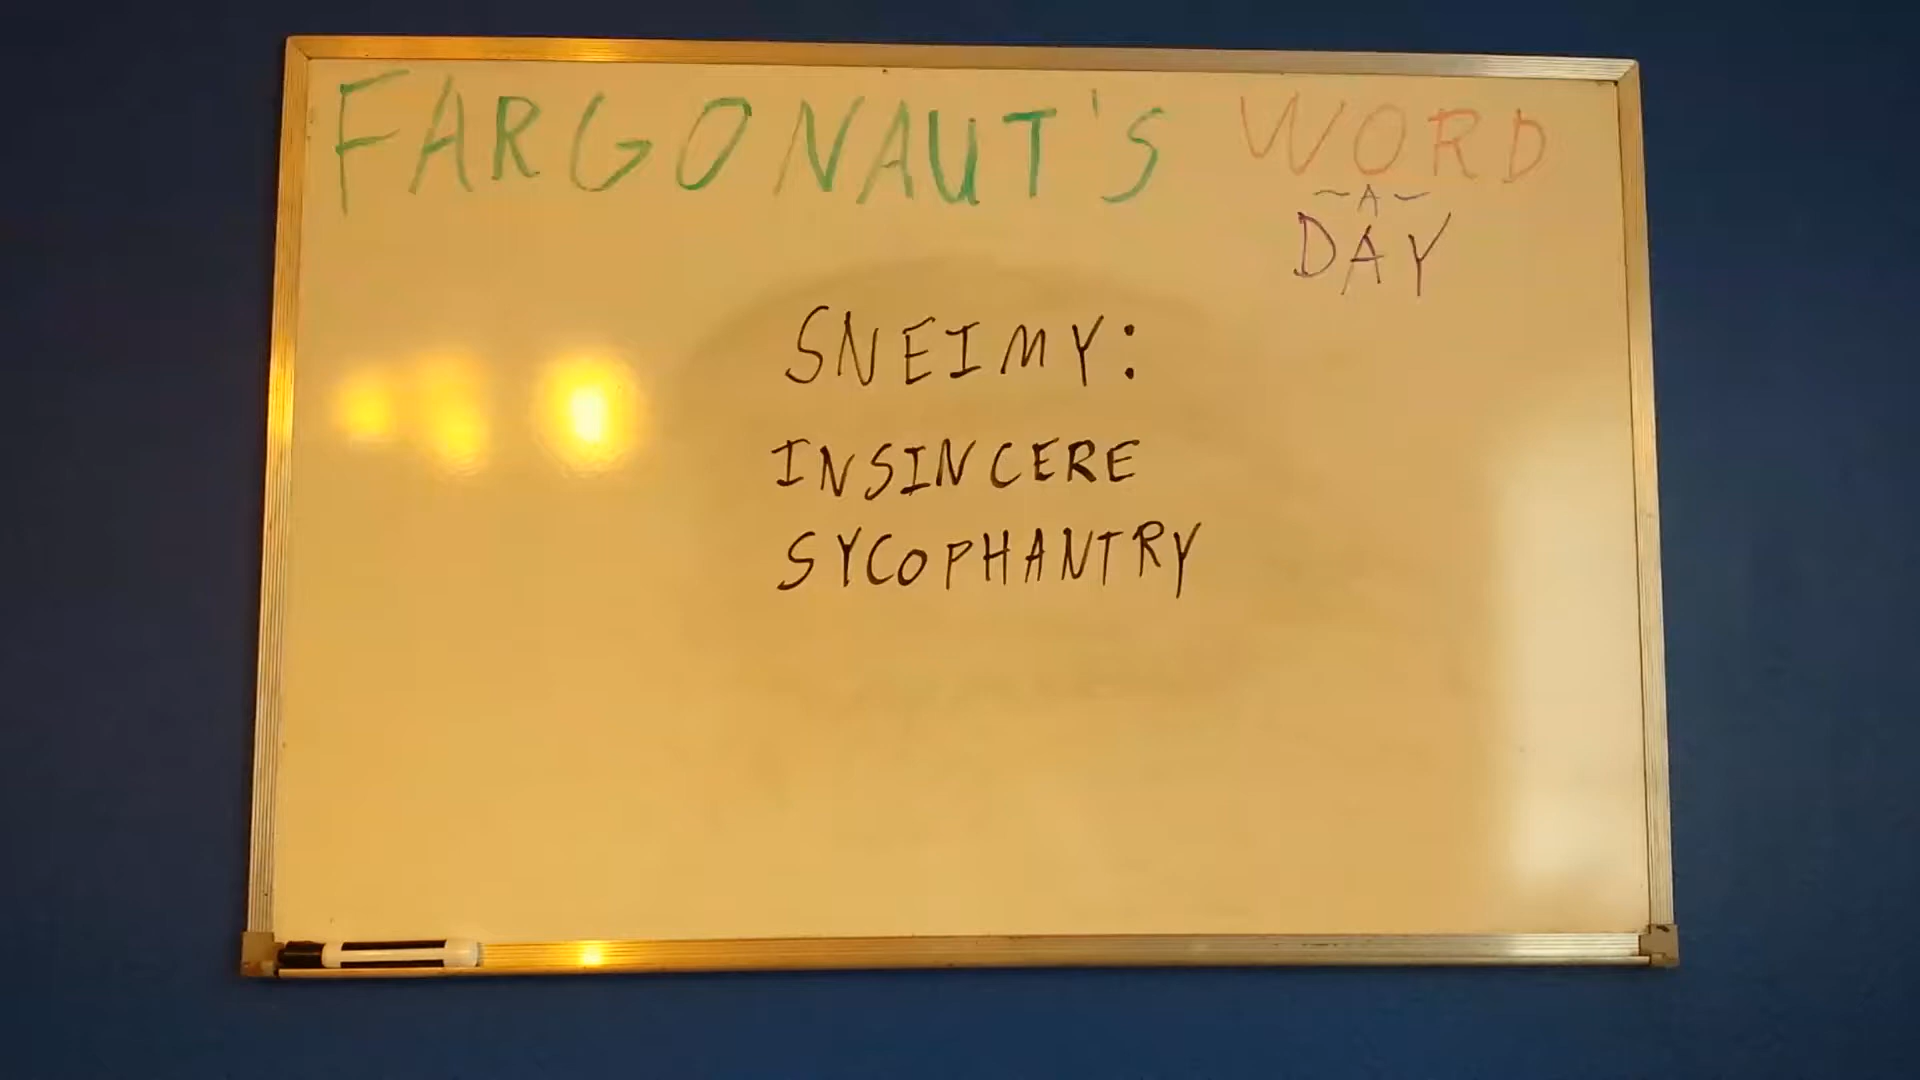 FARGONAUT'S WORD
~A~
DAY
SNEIMY:
INSINCERE
SYCOPHANTRY